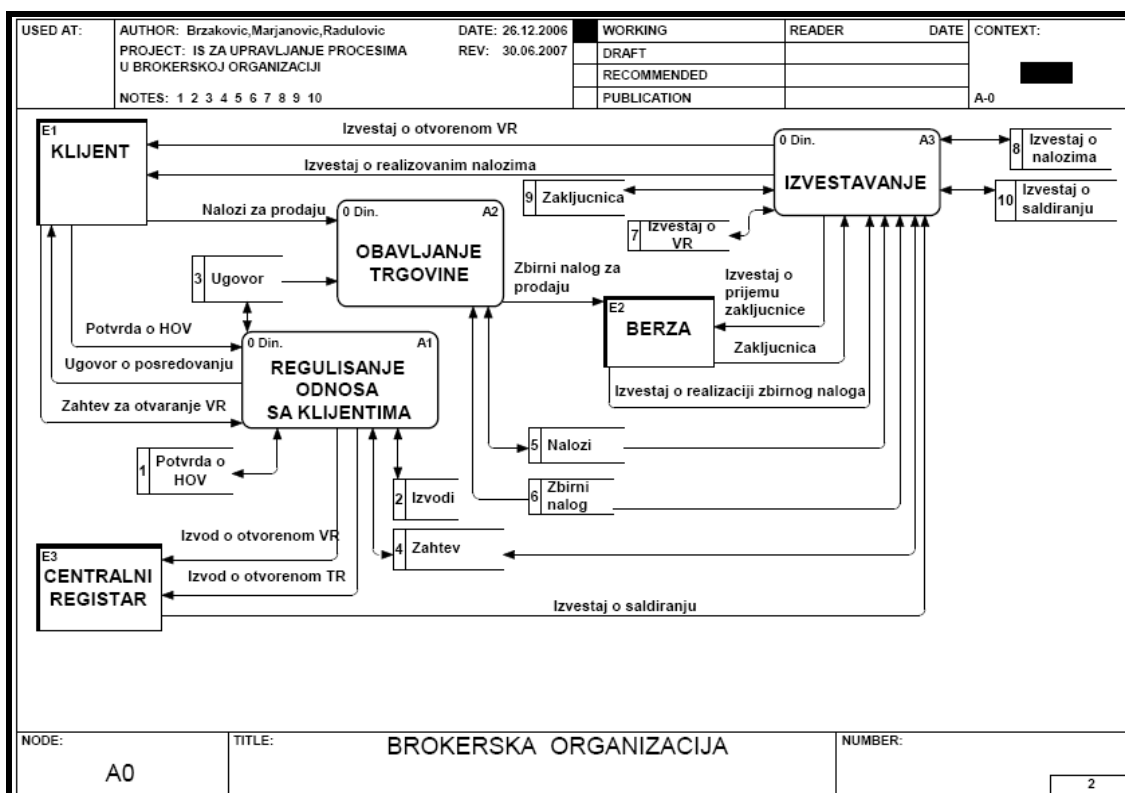 USED AT:
AUTHOR: Brzakovic,Marjanovic,Radulovic
DATE: 26.12.2006
PROJECT: IS ZA UPRAVLJANJE PROCESIMA
U BROKERSKOJ ORGANIZACIJI
REV: 30.06.2007
NOTES: 1 2 3 4 5 6 7 8 9 10
WORKING
DRAFT
RECOMMENDED
PUBLICATION
READER
DATE
CONTEXT:
A-0
E1
KLIJENT
Izvestaj o otvorenom VR
Izvestaj o realizovanim nalozima
0 Din.
A3
IZVESTAVANJE
8
Izvestaj o
nalozima
10
Izvestaj o
saldiranju
9
Zakljucnica
7
Izvestaj o
VR
Nalozi za prodaju
0 Din.
A2
OBAVLJANJE
TRGOVINE
3
Ugovor
Zbirni nalog za
prodaju
Izvestaj o
prijemu
zakljucnice
E2
BERZA
Zakljucnica
Izvestaj o realizaciji zbirnog naloga
Potvrda o HOV
Ugovor o posredovanju
Zahtev za otvaranje VR
0 Din.
A1
REGULISANJE
ODNOSA
SA KLIJENTIMA
1
Potvrda o
HOV
5
Nalozi
2
Izvodi
6
Zbirni
nalog
4
Zahtev
Izvod o otvorenom VR
Izvod o otvorenom TR
E3
CENTRALNI
REGISTAR
Izvestaj o saldiranju
NODE:
A0
TITLE:
BROKERSKA ORGANIZACIJA
NUMBER:
2